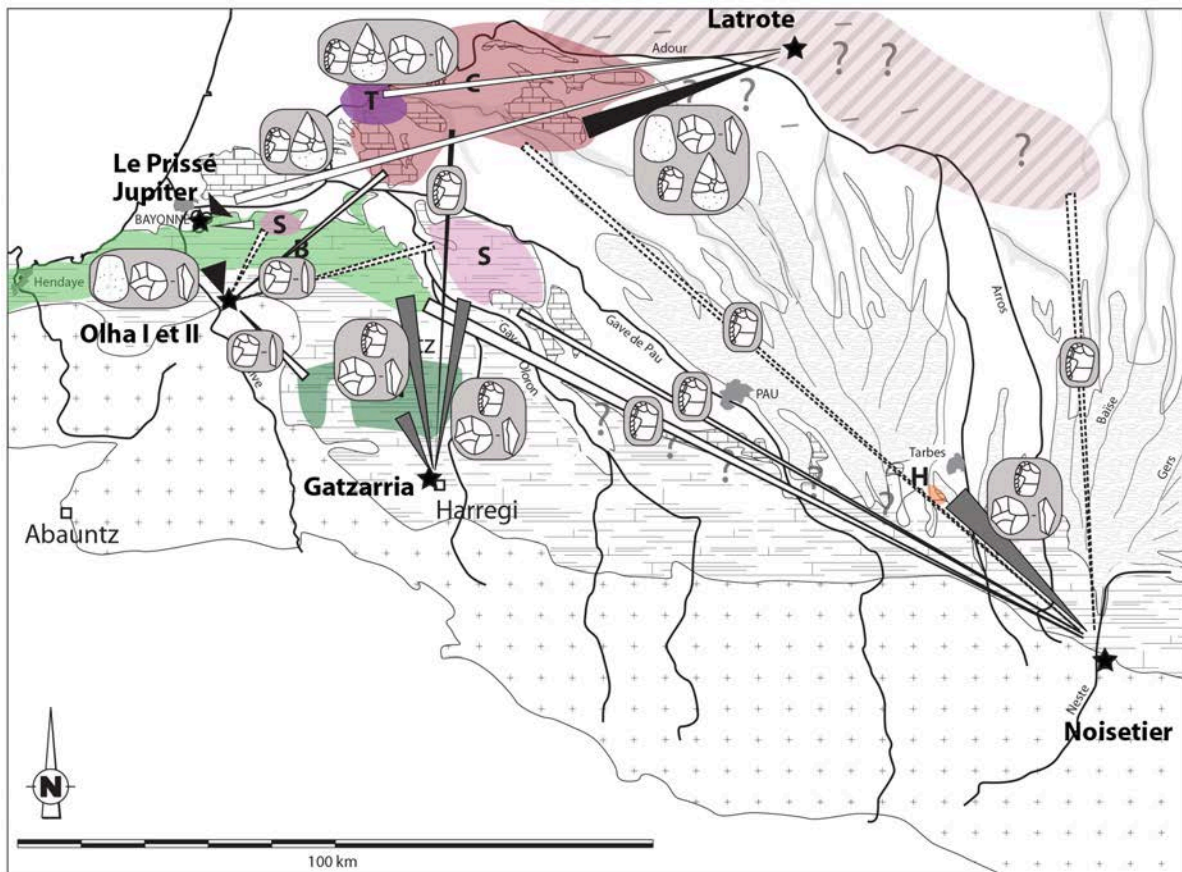 Latrote
Adour
?
?
?
?
?
?
C
T
Le Prissé
Jupiter
BAYONNE
S
B
S
Hendaye
Olha I et II
Gave de Pau
Oloron
Arros
Baïse
Gers
PAU
?
?
?
?
?
Tarbes
H
Gatzarria
Harregi
Abauntz
Neste
Noisetier
N
100 km